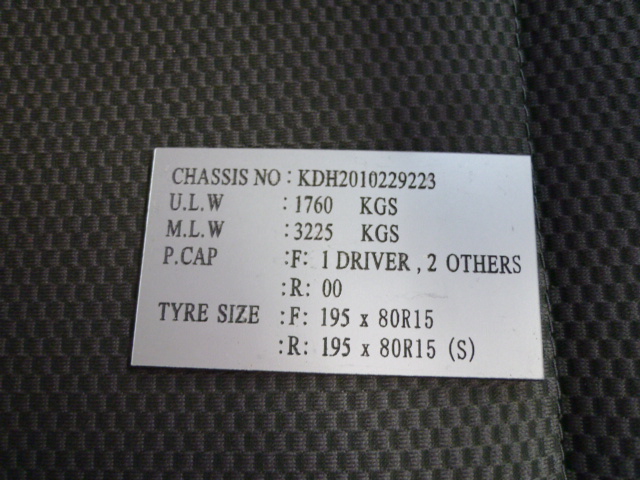 CHASSIS NO : KDH2010229223
U.L.W :1760 KGS
M.L.W :3225 KGS
P.CAP :F: 1 DRIVER , 2 OTHERS
:R: 00
TYRE SIZE :F: 195 x 80R15
:R: 195 x 80R15 (S)